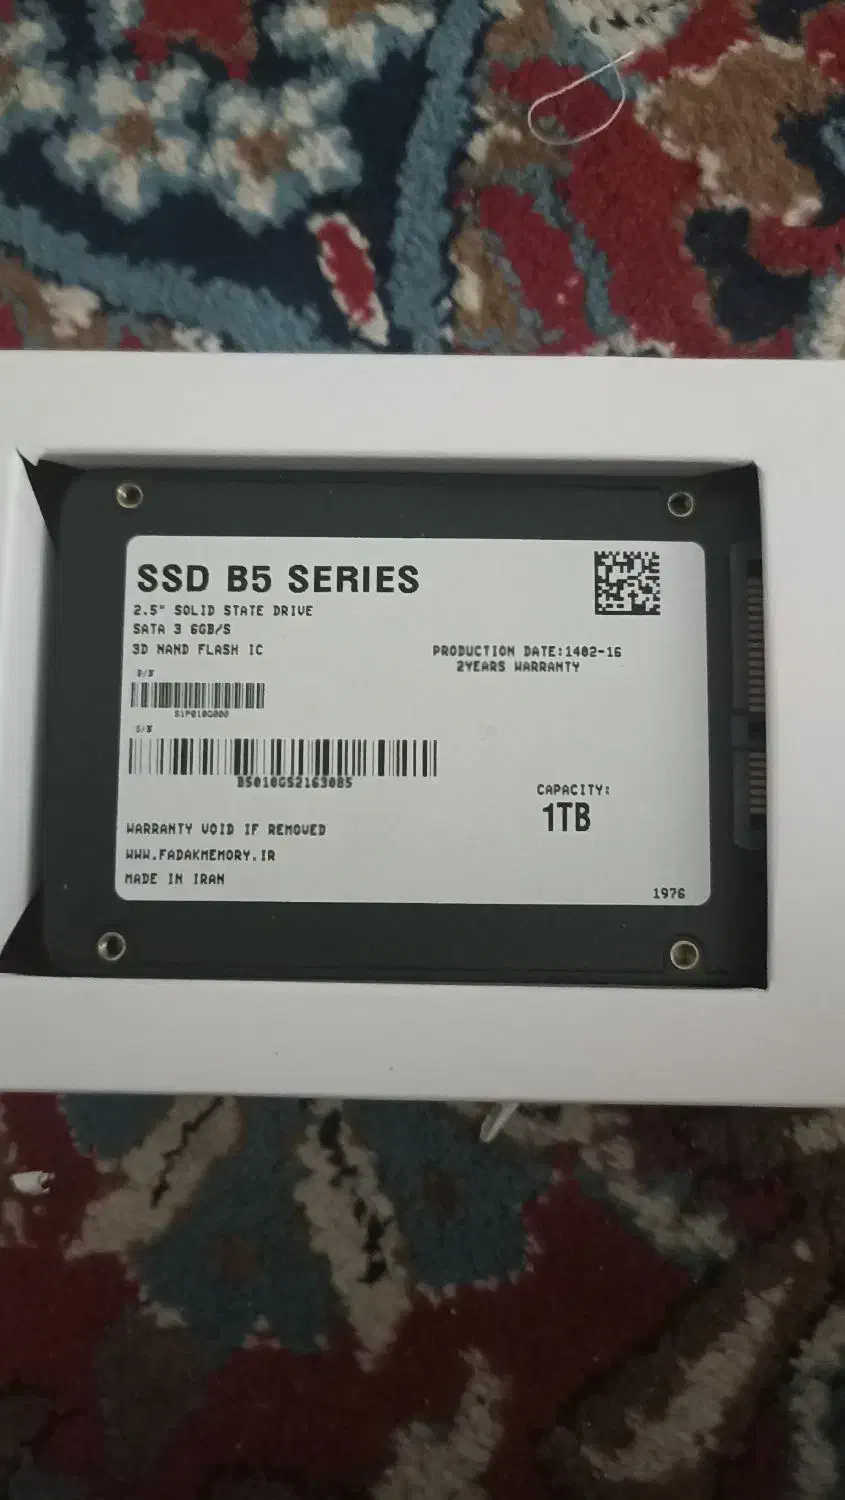 SSD B5 SERIES
2.5" SOLID STATE DRIVE
SATA 3 6GB/S
3D NAND FLASH IC
PRODUCTION DATE:1402-16
2YEARS WARRANTY
P/N
S1P010G000
S/N
B5010GS2163085
CAPACITY:
1TB
WARRANTY VOID IF REMOVED
WWW.FADAKMEMORY.IR
MADE IN IRAN
1976